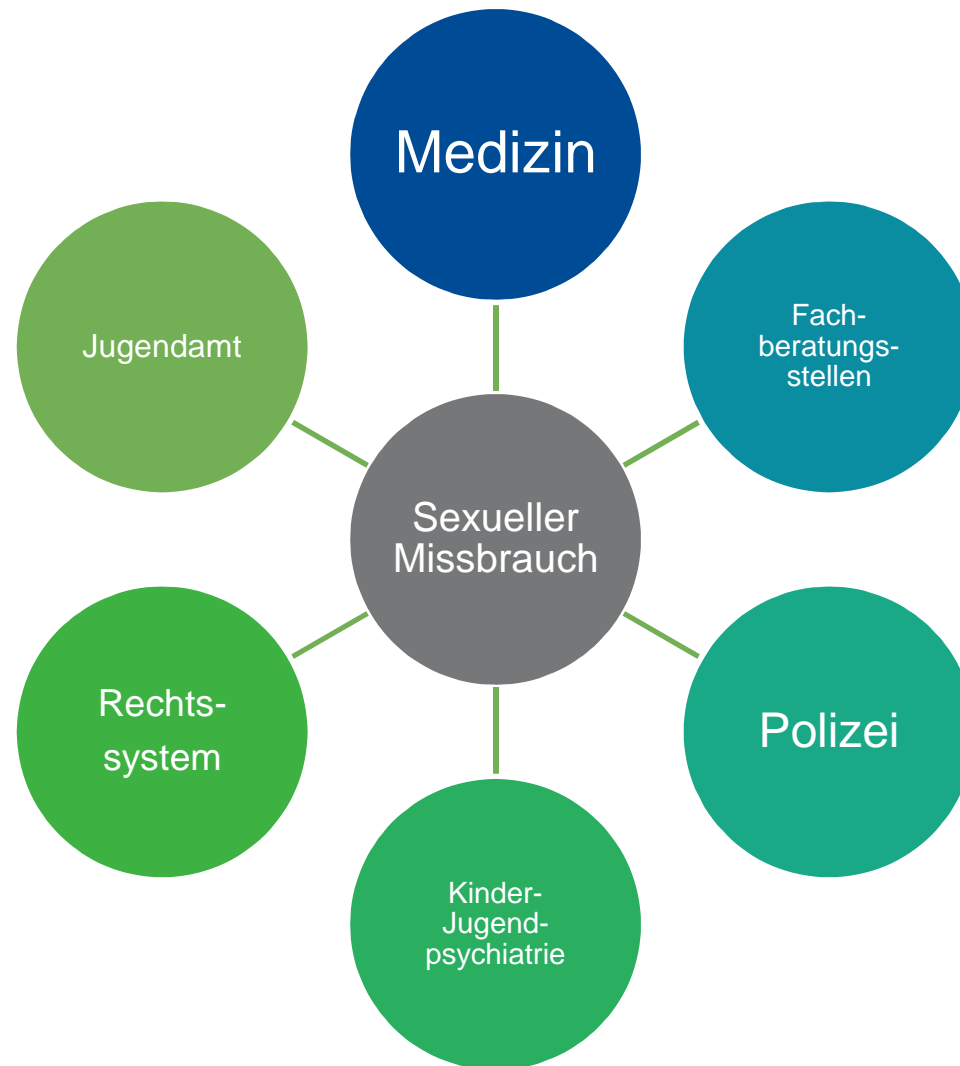 Medizin
Jugendamt
Fach-
beratungs-
stellen
Sexueller
Missbrauch
Rechts-
system
Polizei
Kinder-
Jugend-
psychiatrie